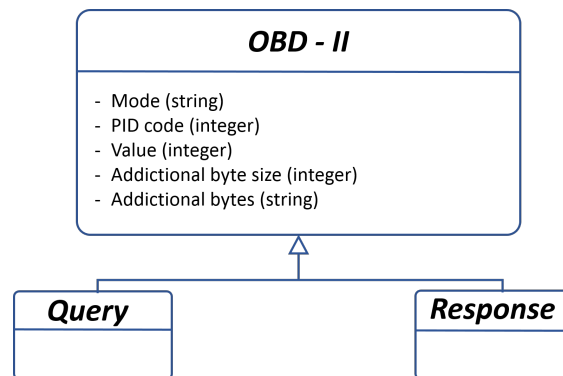 OBD - II
- Mode (string)
- PID code (integer)
- Value (integer)
- Addictional byte size (integer)
- Addictional bytes (string)
Query
Response